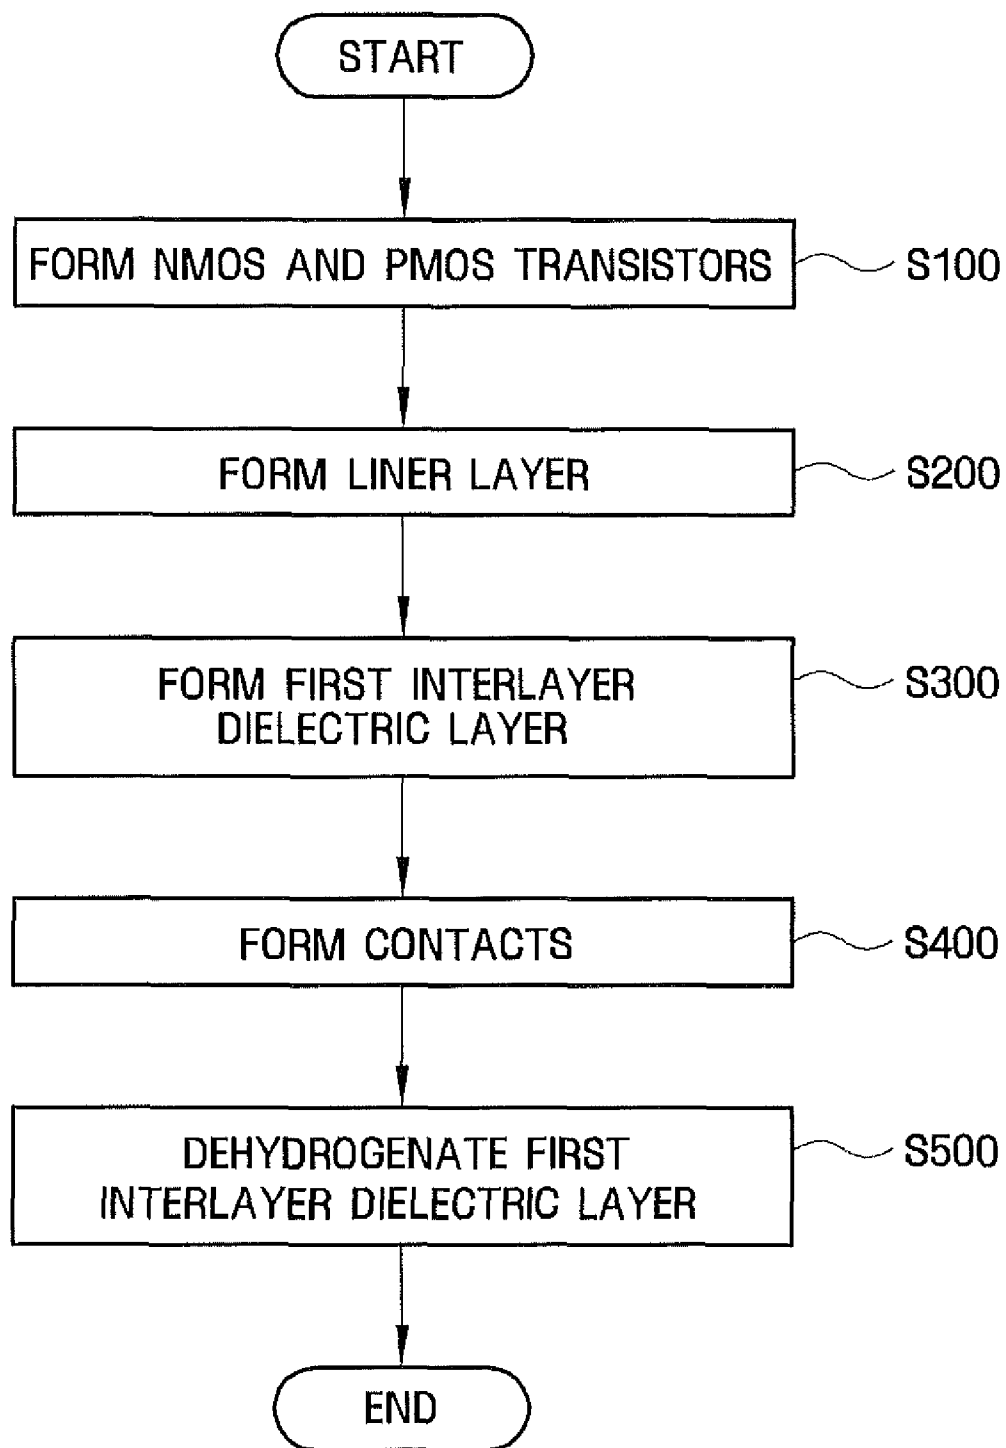 START
FORM NMOS AND PMOS TRANSISTORS
S100
FORM LINER LAYER
S200
FORM FIRST INTERLAYER
DIELECTRIC LAYER
S300
FORM CONTACTS
S400
DEHYDROGENATE FIRST
INTERLAYER DIELECTRIC LAYER
S500
END